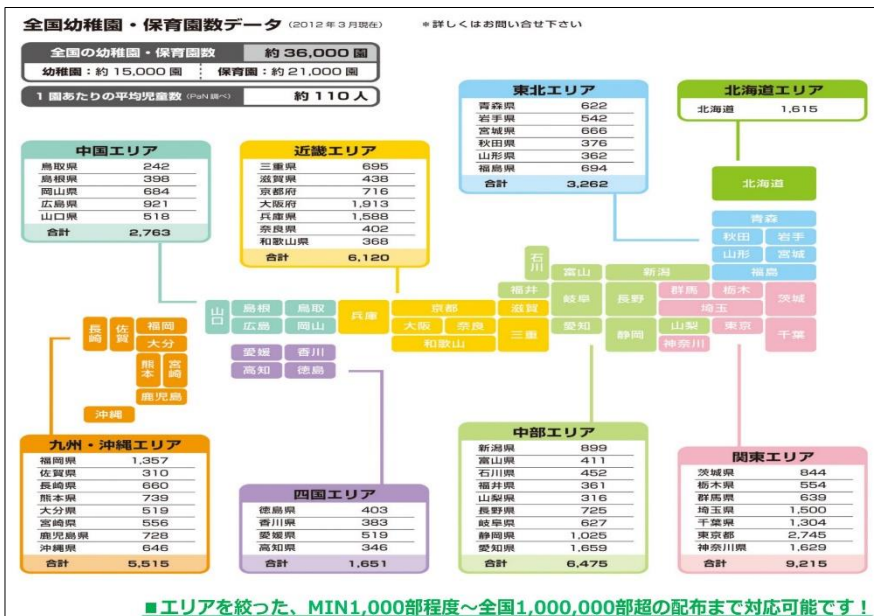 全国幼稚園・保育園数データ (2012年3月現在) *詳しくはお問い合せ下さい
全国の幼稚園・保育園数 約36,000園
幼稚園：約15,000園 保育園：約21,000園
1園あたりの平均児童数 (PaN調べ) 約110人
東北エリア
青森県 622
岩手県 542
宮城県 666
秋田県 376
山形県 362
福島県 694
合計 3,262
北海道エリア
北海道 1,615
中国エリア
鳥取県 242
島根県 398
岡山県 684
広島県 921
山口県 518
合計 2,763
近畿エリア
三重県 695
滋賀県 438
京都府 716
大阪府 1,913
兵庫県 1,588
奈良県 402
和歌山県 368
合計 6,120
北海道
青森
秋田 岩手
山形 宮城
福島
石川 富山 新潟
福井 岐阜 長野 群馬 栃木 茨城
埼玉
山口 島根 鳥取 兵庫 京都 滋賀
広島 岡山 大阪 奈良 三重 愛知 静岡 山梨 東京 千葉
和歌山 神奈川
愛媛 香川
高知 徳島
長崎 佐賀 福岡
大分
熊本 宮崎
鹿児島
沖縄
九州・沖縄エリア
福岡県 1,357
佐賀県 310
長崎県 660
熊本県 739
大分県 519
宮崎県 556
鹿児島県 728
沖縄県 646
合計 5,515
四国エリア
徳島県 403
香川県 383
愛媛県 519
高知県 346
合計 1,651
中部エリア
新潟県 899
富山県 411
石川県 452
福井県 361
山梨県 316
長野県 725
岐阜県 627
静岡県 1,025
愛知県 1,659
合計 6,475
関東エリア
茨城県 844
栃木県 554
群馬県 639
埼玉県 1,500
千葉県 1,304
東京都 2,745
神奈川県 1,629
合計 9,215
■エリアを絞った、MIN1,000部程度～全国1,000,000部超の配布まで対応可能です！